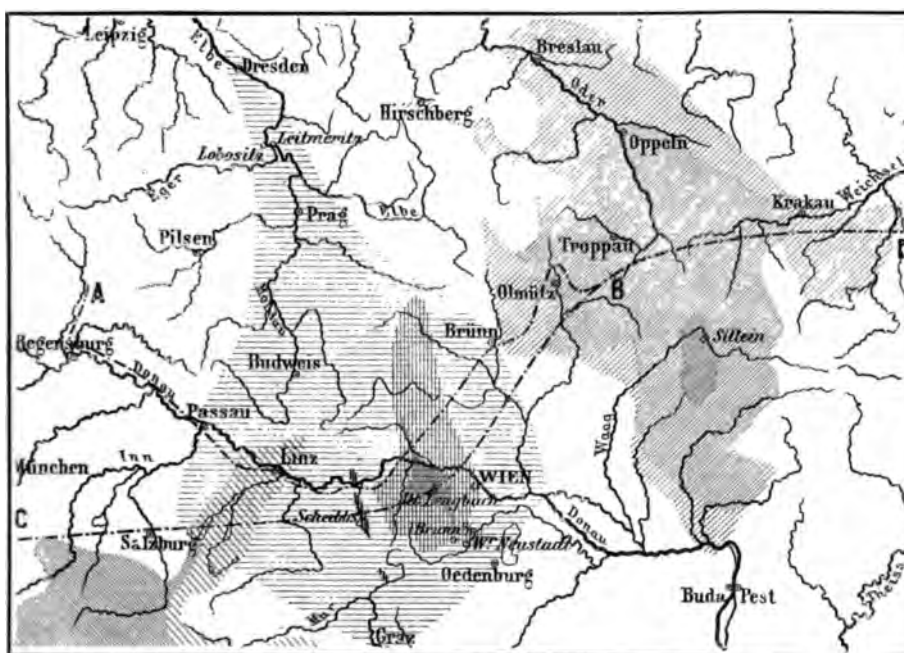 Leipzig
Elbe
Dresden
Breslau
Oder
Hirschberg
Leitmeritz
Lobositz
Oppeln
Eger
Elbe
Krakau
Weichsel
Prag
Pilsen
Troppau
A
Moldau
Olmütz
B
Regensburg
Brünn
Sillein
Donau
Budweis
Passau
Waag
München
Inn
Linz
WIEN
C
Scheibbs
Donau
(Brunn)
Salzburg
Wr. Neustadt
Oedenburg
Buda Pest
Theiss
Mur
Graz